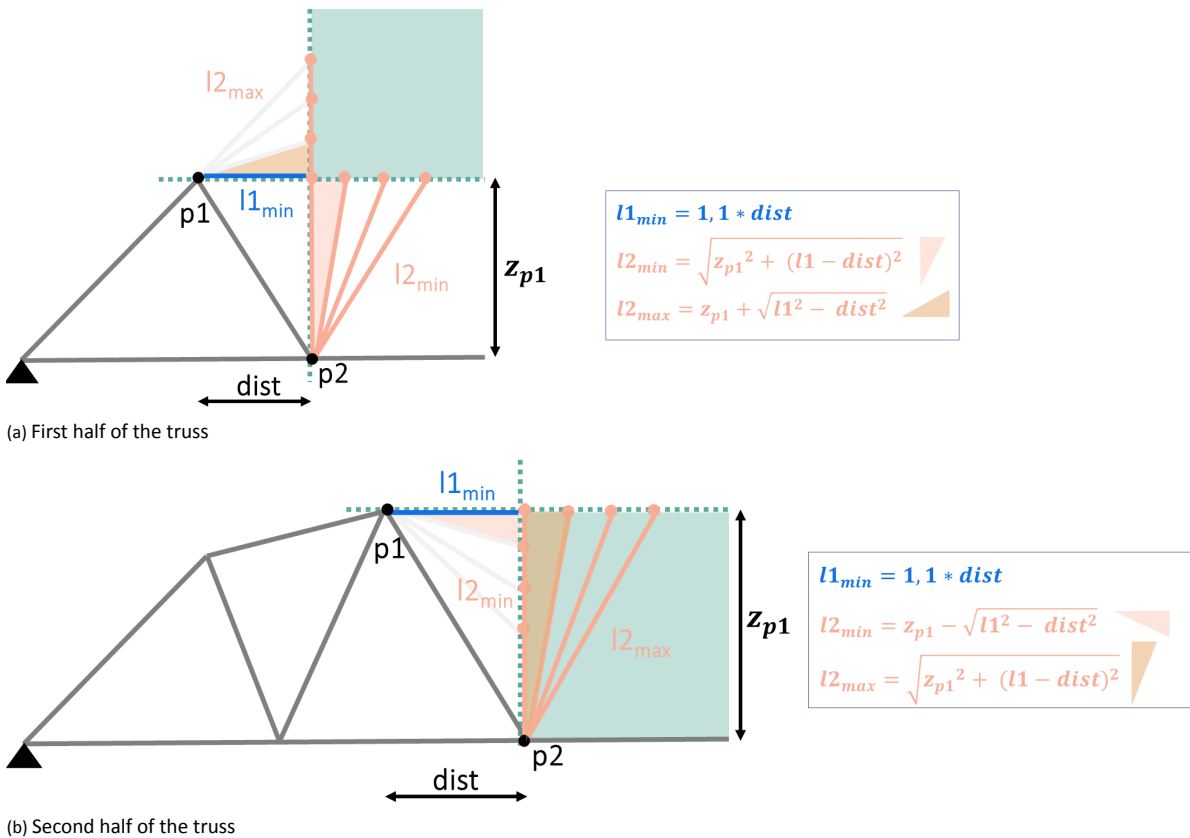 l2max
p1
l1min
l2min
zp1
p2
dist
l1min = 1, 1 * dist
l2min = √(zp1² + (l1 − dist)²)
l2max = zp1 + √(l1² − dist²)
(a) First half of the truss
l1min
p1
l2min
l2max
zp1
p2
dist
l1min = 1, 1 * dist
l2min = zp1 − √(l1² − dist²)
l2max = √(zp1² + (l1 − dist)²)
(b) Second half of the truss